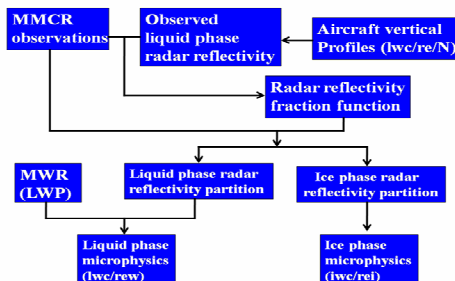 MMCR
observations
Observed
liquid phase
radar reflectivity
Aircraft vertical
Profiles (lwc/re/N)
Radar reflectivity
fraction function
MWR
(LWP)
Liquid phase radar
reflectivity partition
Ice phase radar
reflectivity partition
Liquid phase
microphysics
(lwc/rew)
Ice phase
microphysics
(iwc/rei)